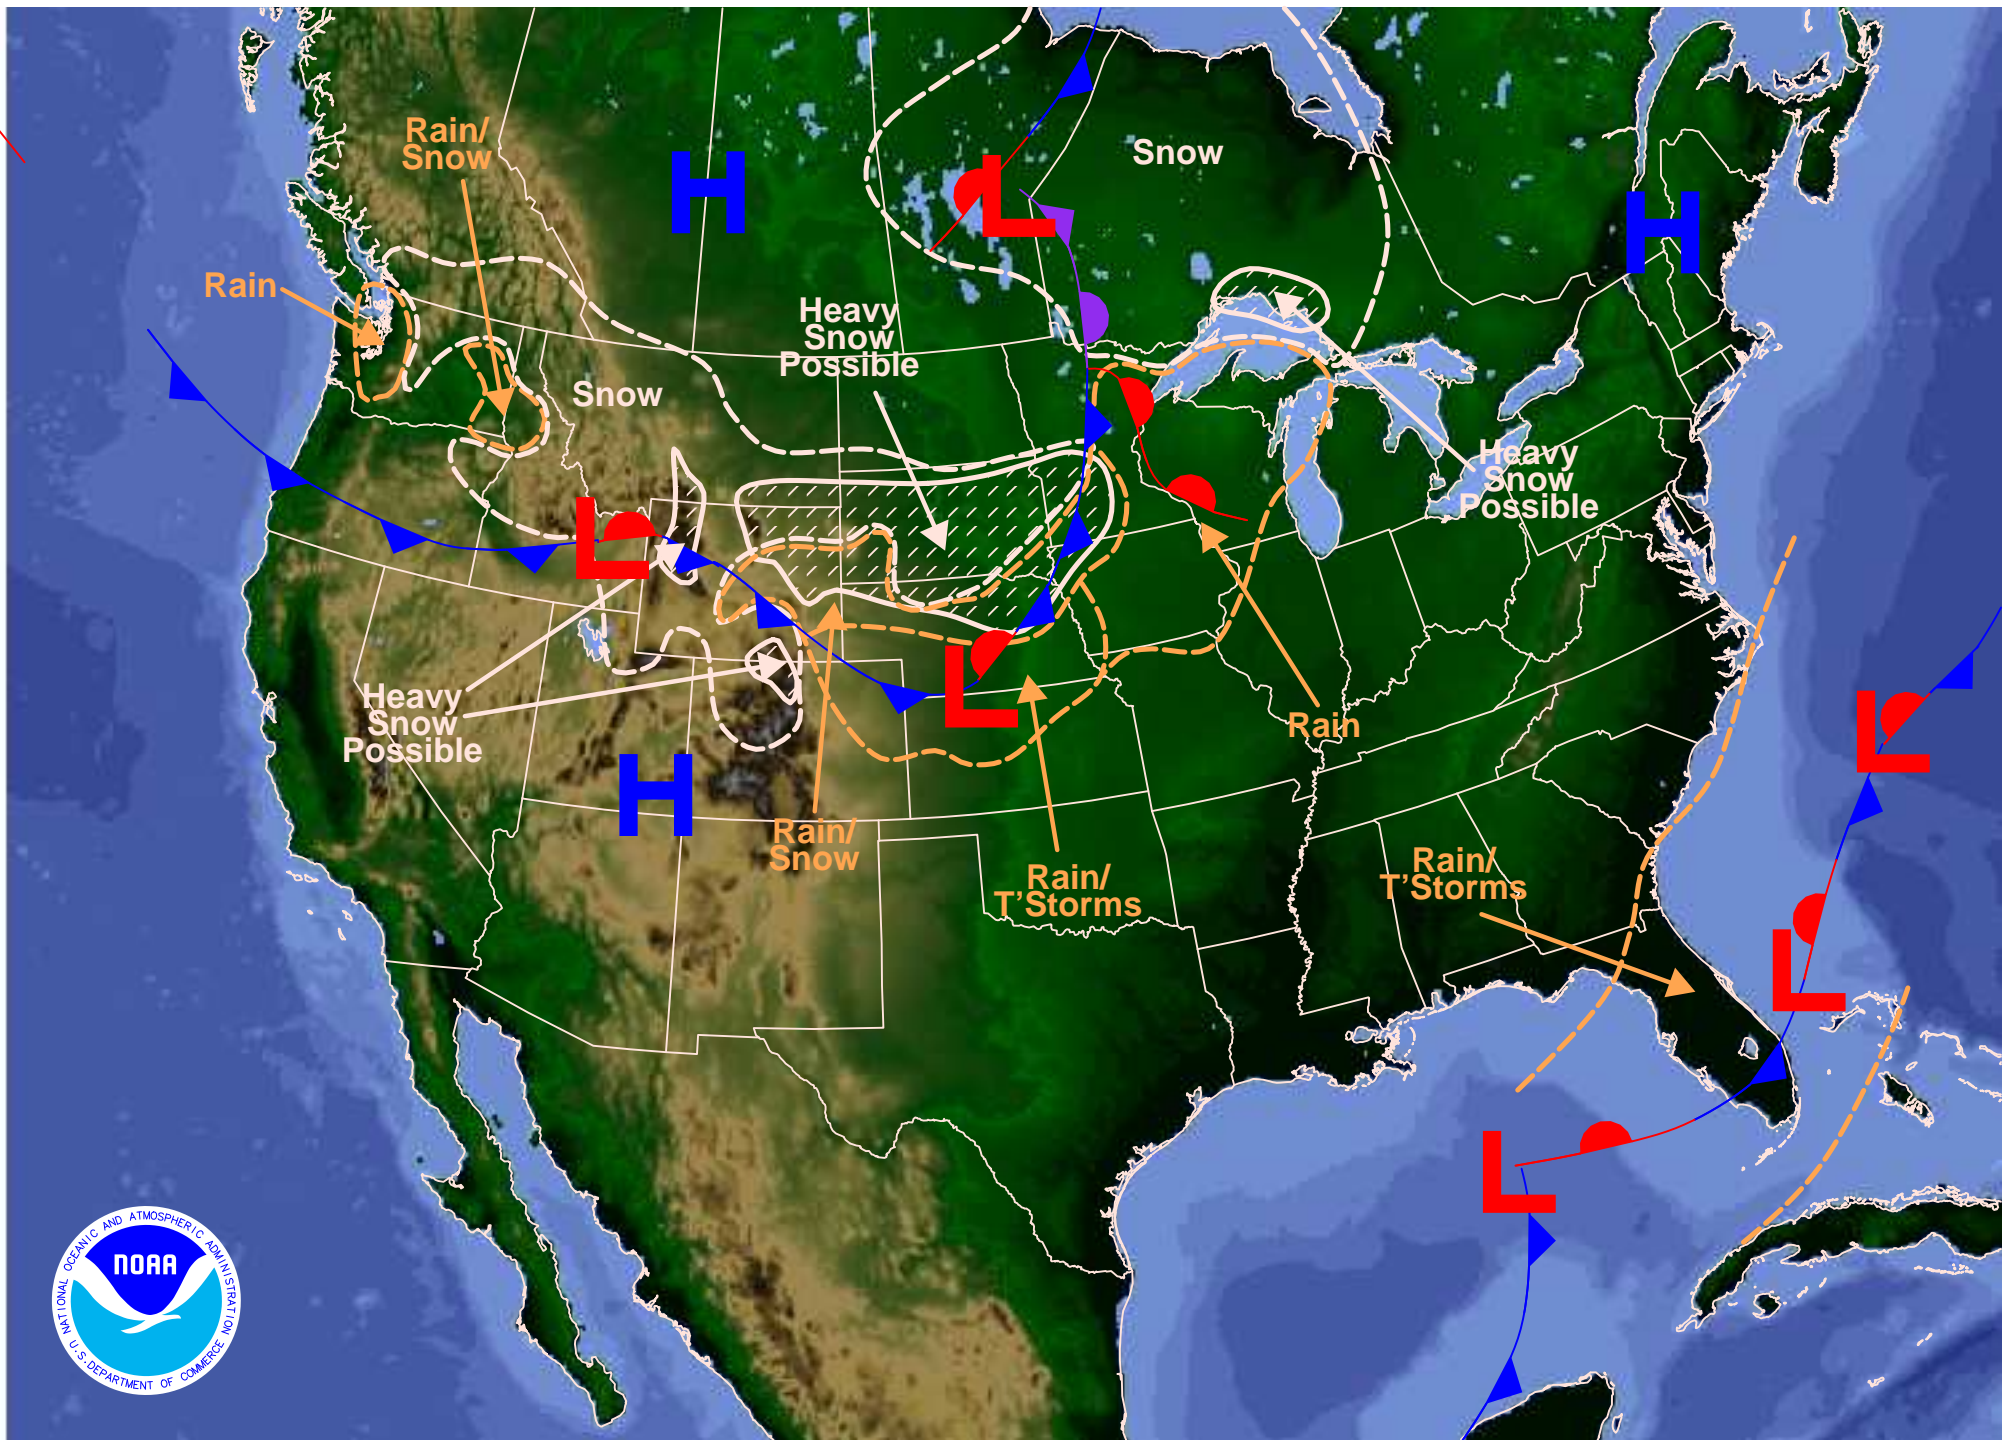 Rain/
Snow
H
Snow
L
H
Rain
Heavy
Snow
Possible
Snow
Heavy
Snow
Possible
L
Heavy
Snow
Possible
L
Rain
L
H
Rain/
Snow
Rain/
T'Storms
Rain/
T’Storms
L
L
NATIONAL OCEANIC AND ATMOSPHERIC ADMINISTRATION
NOAA
U.S. DEPARTMENT OF COMMERCE